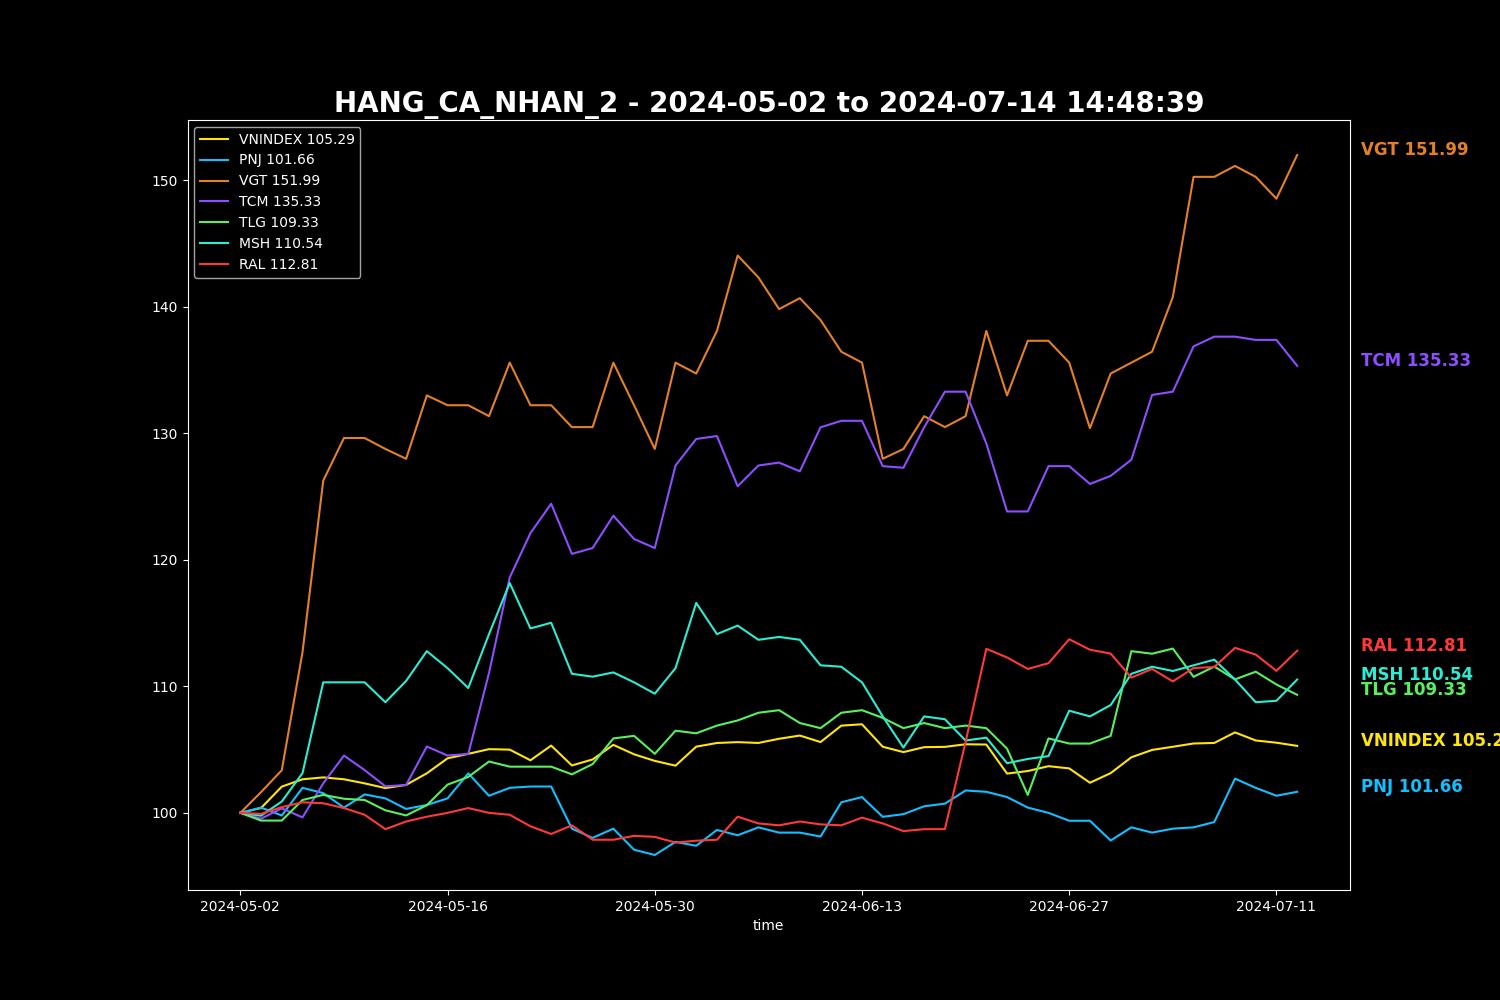 HANG_CA_NHAN_2 - 2024-05-02 to 2024-07-14 14:48:39
VNINDEX 105.29
PNJ 101.66
VGT 151.99
TCM 135.33
TLG 109.33
MSH 110.54
RAL 112.81
150
140
130
120
110
100
VGT 151.99
TCM 135.33
RAL 112.81
MSH 110.54
TLG 109.33
VNINDEX 105.2
PNJ 101.66
2024-05-02
2024-05-16
2024-05-30
2024-06-13
2024-06-27
2024-07-11
time